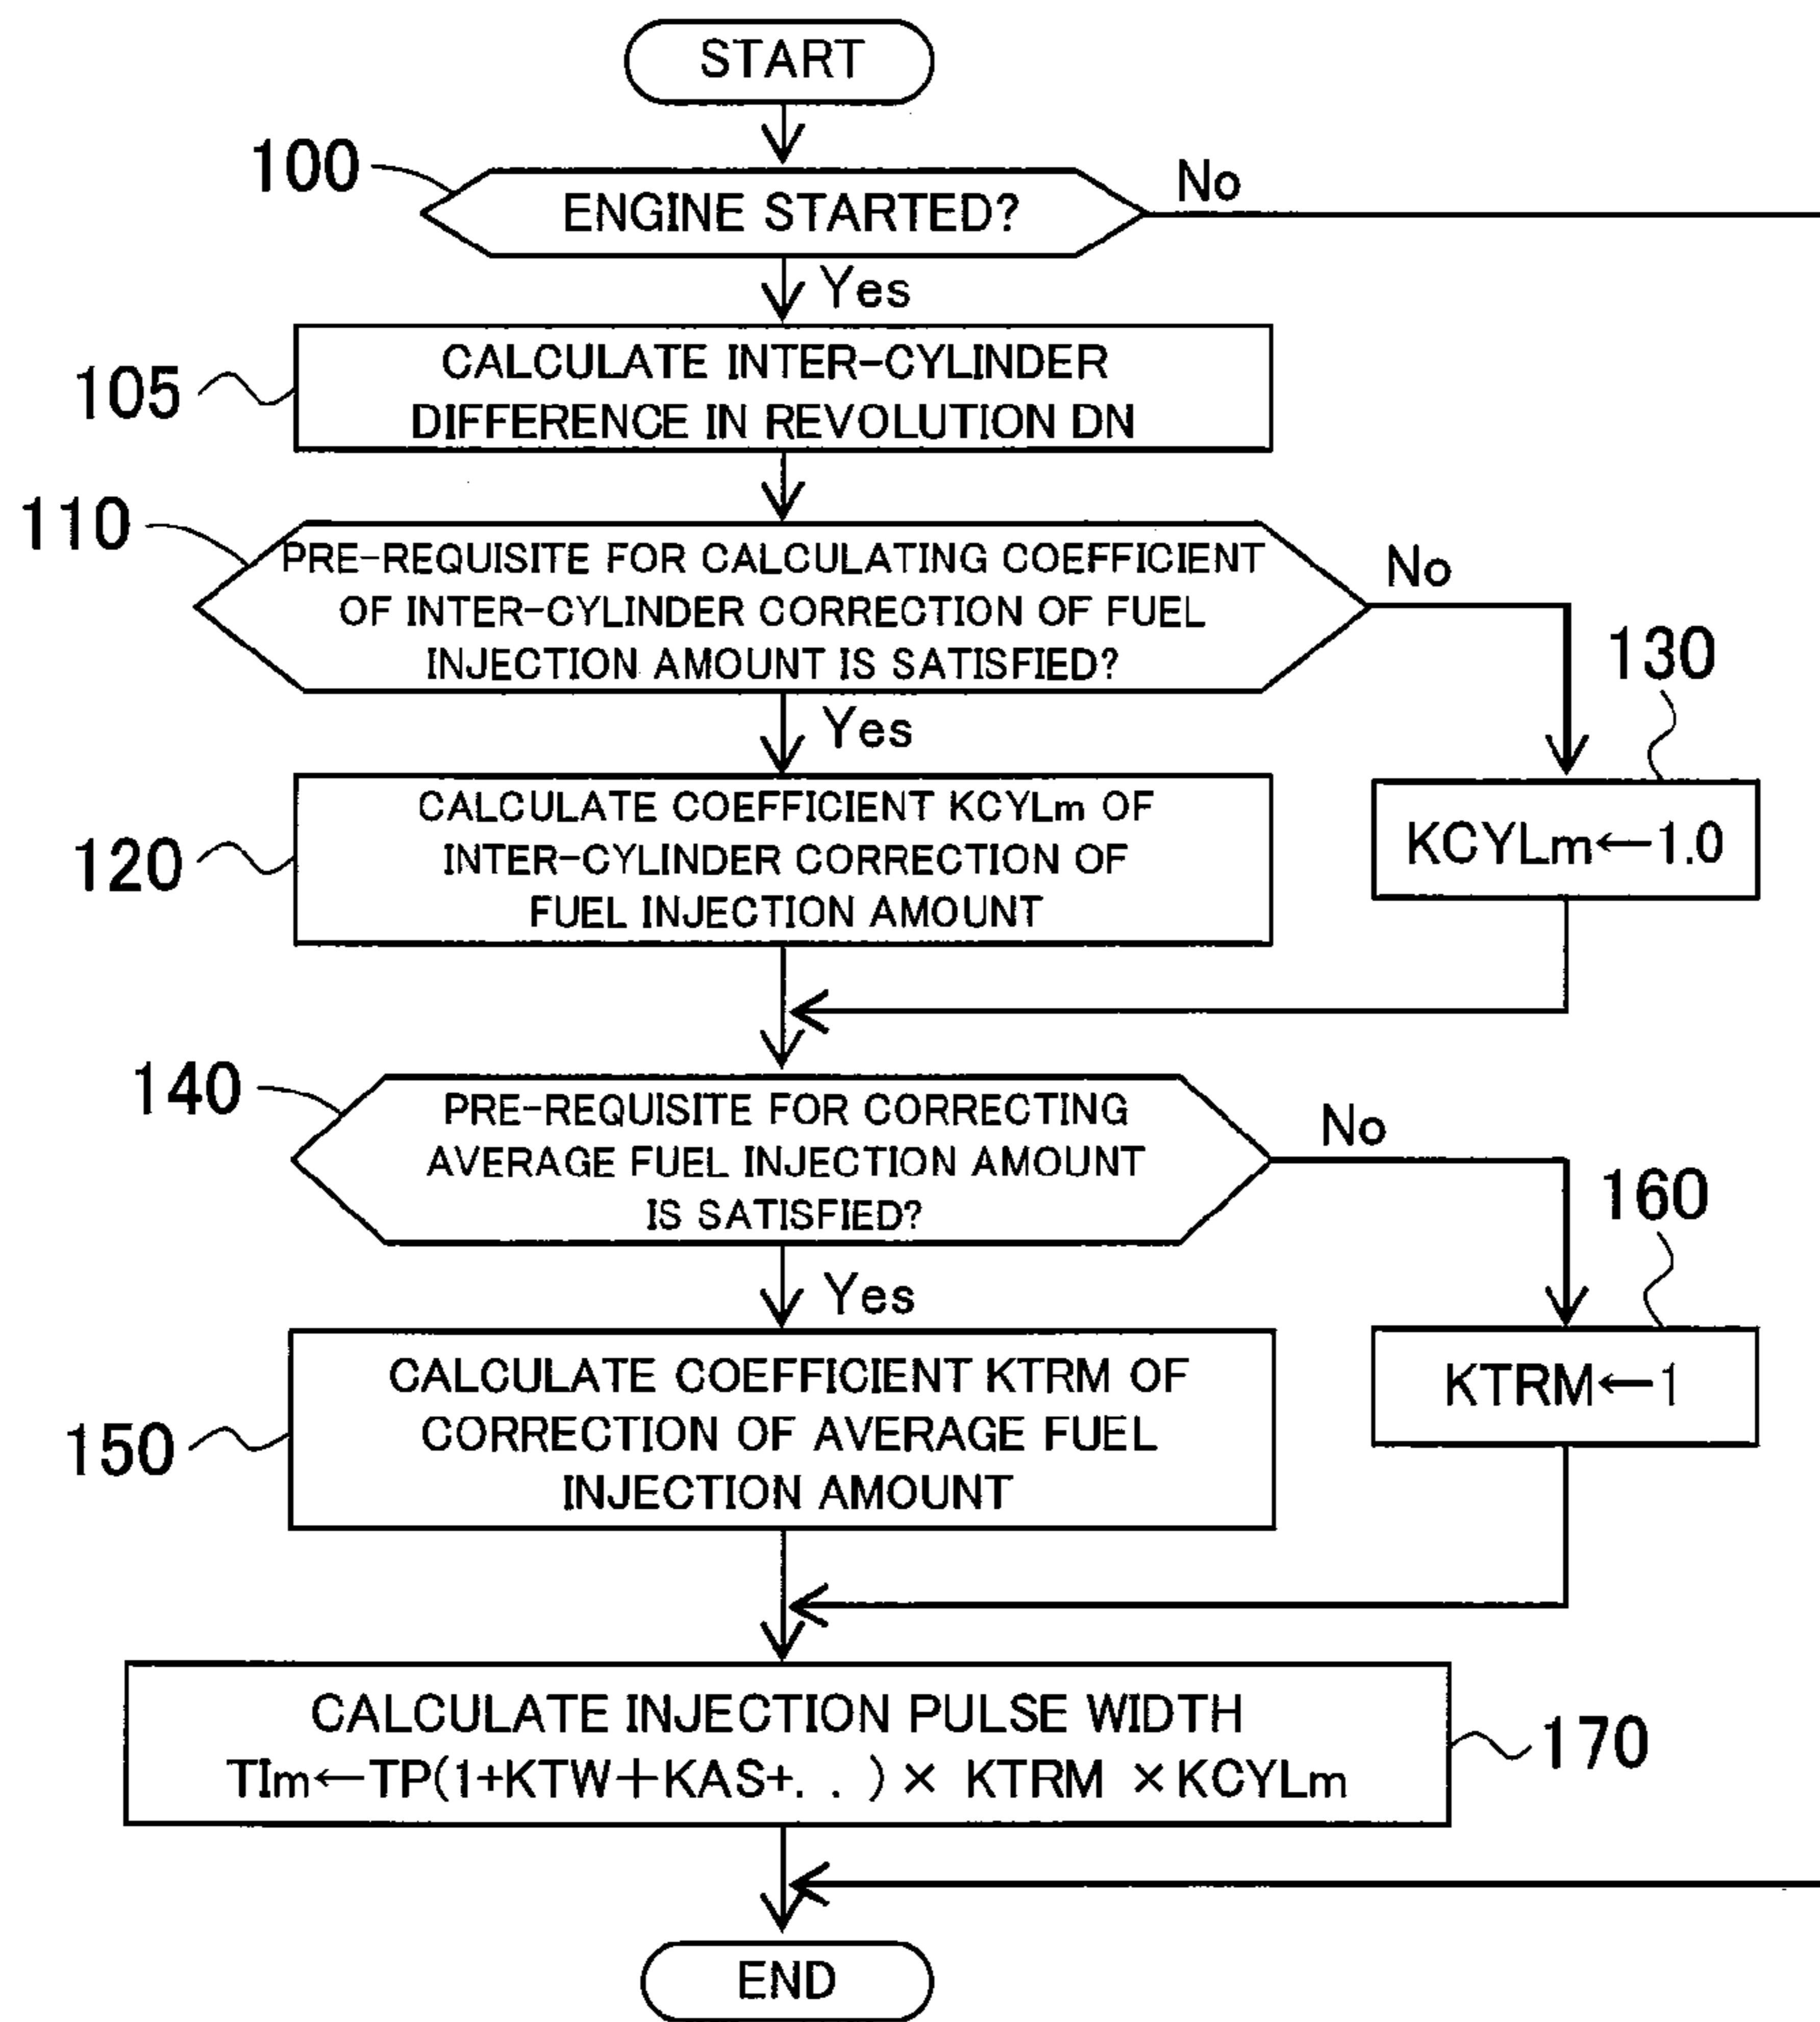 START
100
ENGINE STARTED?
No
Yes
105
CALCULATE INTER-CYLINDER
DIFFERENCE IN REVOLUTION DN
110
PRE-REQUISITE FOR CALCULATING COEFFICIENT
OF INTER-CYLINDER CORRECTION OF FUEL
INJECTION AMOUNT IS SATISFIED?
No
Yes
130
KCYLm←1.0
120
CALCULATE COEFFICIENT KCYLm OF
INTER-CYLINDER CORRECTION OF
FUEL INJECTION AMOUNT
140
PRE-REQUISITE FOR CORRECTING
AVERAGE FUEL INJECTION AMOUNT
IS SATISFIED?
No
Yes
160
KTRM←1
150
CALCULATE COEFFICIENT KTRM OF
CORRECTION OF AVERAGE FUEL
INJECTION AMOUNT
CALCULATE INJECTION PULSE WIDTH
TIm←TP(1+KTW+KAS+. . )× KTRM ×KCYLm
170
END